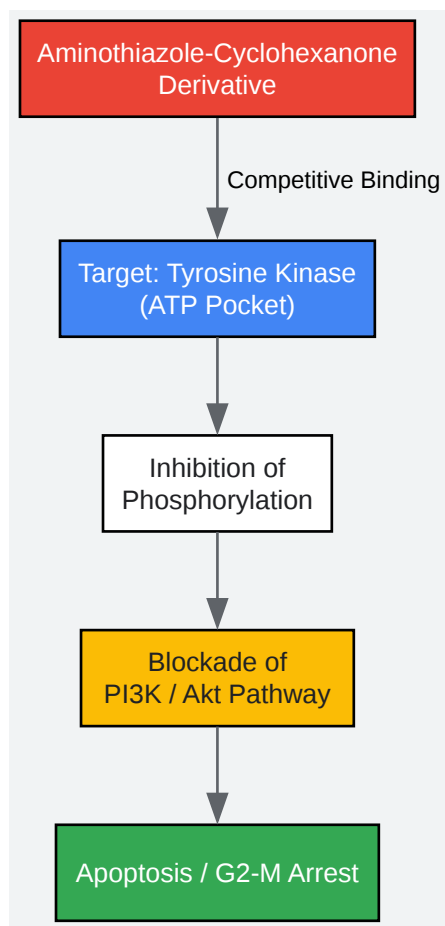 Aminothiazole-Cyclohexanone
Derivative
Competitive Binding
Target: Tyrosine Kinase
(ATP Pocket)
Inhibition of
Phosphorylation
Blockade of
PI3K / Akt Pathway
Apoptosis / G2-M Arrest